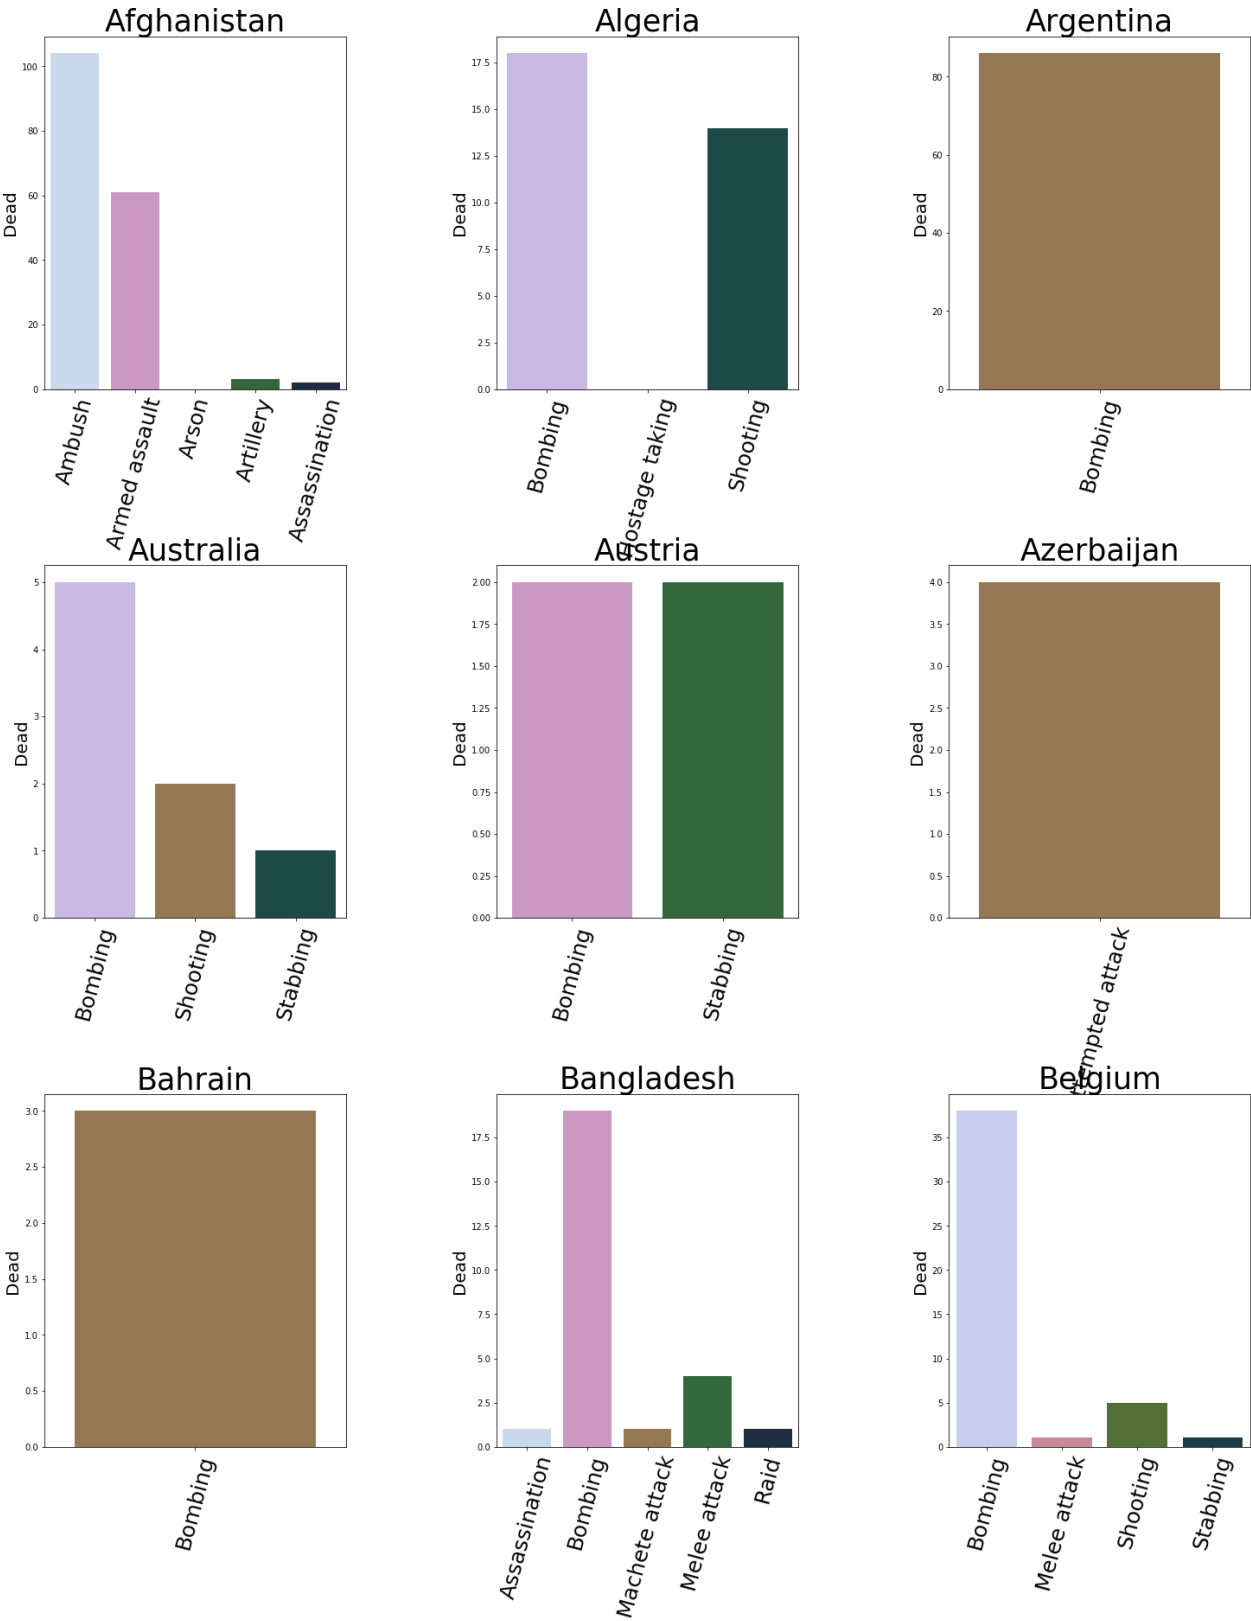 Afghanistan
100
80
60
40
20
0
Dead
Ambush
Armed assault
Arson
Artillery
Assassination
Algeria
17.5
15.0
12.5
10.0
7.5
5.0
2.5
0.0
Dead
Bombing
Hostage taking
Shooting
Argentina
80
60
40
20
0
Dead
Bombing
Australia
5
4
3
2
1
0
Dead
Bombing
Shooting
Stabbing
Austria
2.00
1.75
1.50
1.25
1.00
0.75
0.50
0.25
0.00
Dead
Bombing
Stabbing
Azerbaijan
4.0
3.5
3.0
2.5
2.0
1.5
1.0
0.5
0.0
Dead
ttempted attack
Bahrain
3.0
2.5
2.0
1.5
1.0
0.5
0.0
Dead
Bombing
Bangladesh
17.5
15.0
12.5
10.0
7.5
5.0
2.5
0.0
Dead
Assassination
Bombing
Machete attack
Melee attack
Raid
Belgium
35
30
25
20
15
10
5
0
Dead
Bombing
Melee attack
Shooting
Stabbing